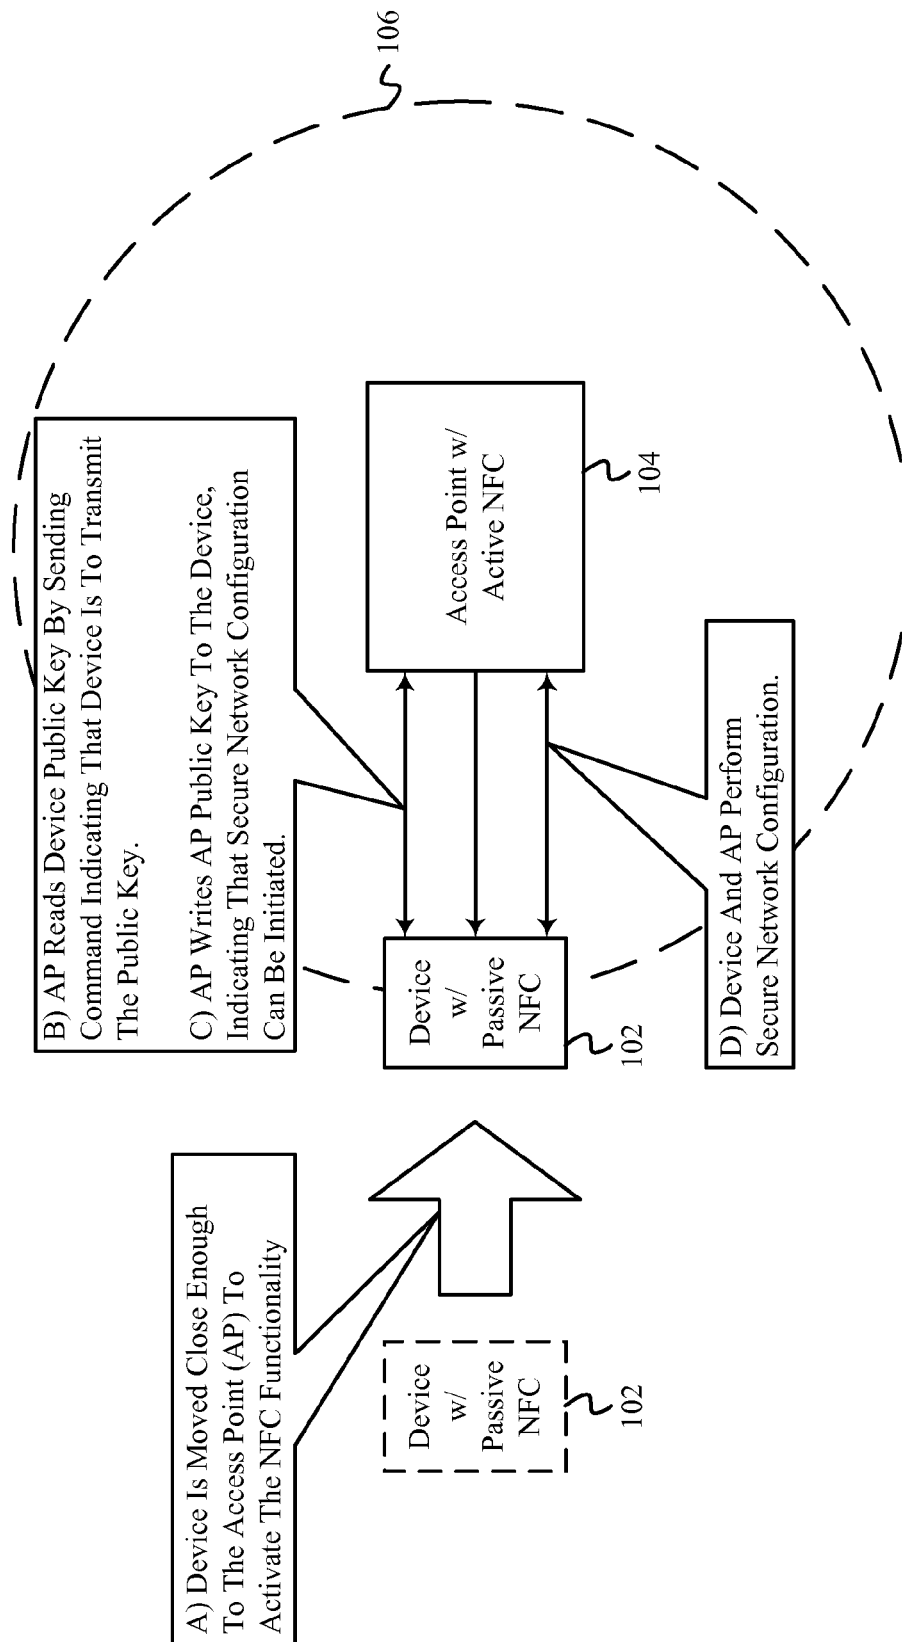 A) Device Is Moved Close Enough
To The Access Point (AP) To
Activate The NFC Functionality
Device
w/
Passive
NFC
102
B) AP Reads Device Public Key By Sending
Command Indicating That Device Is To Transmit
The Public Key.
C) AP Writes AP Public Key To The Device,
Indicating That Secure Network Configuration
Can Be Initiated.
Device
w/
Passive
NFC
102
Access Point w/
Active NFC
104
D) Device And AP Perform
Secure Network Configuration.
106